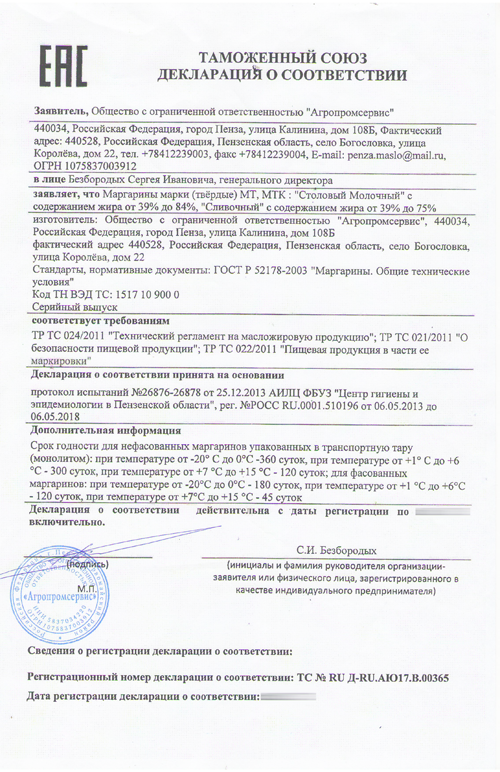 ЕАС
ТАМОЖЕННЫЙ СОЮЗ
ДЕКЛАРАЦИЯ О СООТВЕТСТВИИ
Заявитель, Общество с ограниченной ответственностью "Агропромсервис"
440034, Российская Федерация, город Пенза, улица Калинина, дом 108Б, Фактический
адрес: 440528, Российская Федерация, Пензенская область, село Богословка, улица
Королёва, дом 22, тел. +78412239003, факс +78412239004, E-mail: penza.maslo@mail.ru,
ОГРН 1075837003912
в лице Безбородых Сергея Ивановича, генерального директора
заявляет, что Маргарины марки (твёрдые) МТ, МТК : "Столовый Молочный" с
содержанием жира от 39% до 84%, "Сливочный" с содержанием жира от 39% до 75%
изготовитель: Общество с ограниченной ответственностью "Агропромсервис", 440034,
Российская Федерация, город Пенза, улица Калинина, дом 108Б
фактический адрес 440528, Российская Федерация, Пензенская область, село Богословка,
улица Королёва, дом 22
Стандарты, нормативные документы: ГОСТ Р 52178-2003 "Маргарины. Общие технические
условия"
Код ТН ВЭД ТС: 1517 10 900 0
Серийный выпуск
соответствует требованиям
ТР ТС 024/2011 "Технический регламент на масложировую продукцию"; ТР ТС 021/2011 "О
безопасности пищевой продукции"; ТР ТС 022/2011 "Пищевая продукция в части ее
маркировки"
Декларация о соответствии принята на основании
протокол испытаний №26876-26878 от 25.12.2013 АИЛЦ ФБУЗ "Центр гигиены и
эпидемиологии в Пензенской области", рег. №РОСС RU.0001.510196 от 06.05.2013 до
06.05.2018
Дополнительная информация
Срок годности для нефасованных маргаринов упакованных в транспортную тару
(монолитом): при температуре от -20° С до 0°С -360 суток, при температуре от +1° С до +6
°С - 300 суток, при температуре от +7 °С до +15 °С - 120 суток; для фасованных
маргаринов: при температуре от -20°С до 0°С - 180 суток, при температуре от +1 °С до +6°С
- 120 суток, при температуре от +7°С до +15 °С - 45 суток
Декларация о соответствии действительна с даты регистрации по
включительно.
С.И. Безбородых
(подпись)
(инициалы и фамилия руководителя организации-
заявителя или физического лица, зарегистрированного в
качестве индивидуального предпринимателя)
М.П.
"Агропромсервис"
Сведения о регистрации декларации о соответствии:
Регистрационный номер декларации о соответствии: ТС № RU Д-RU.АЮ17.В.00365
Дата регистрации декларации о соответствии: